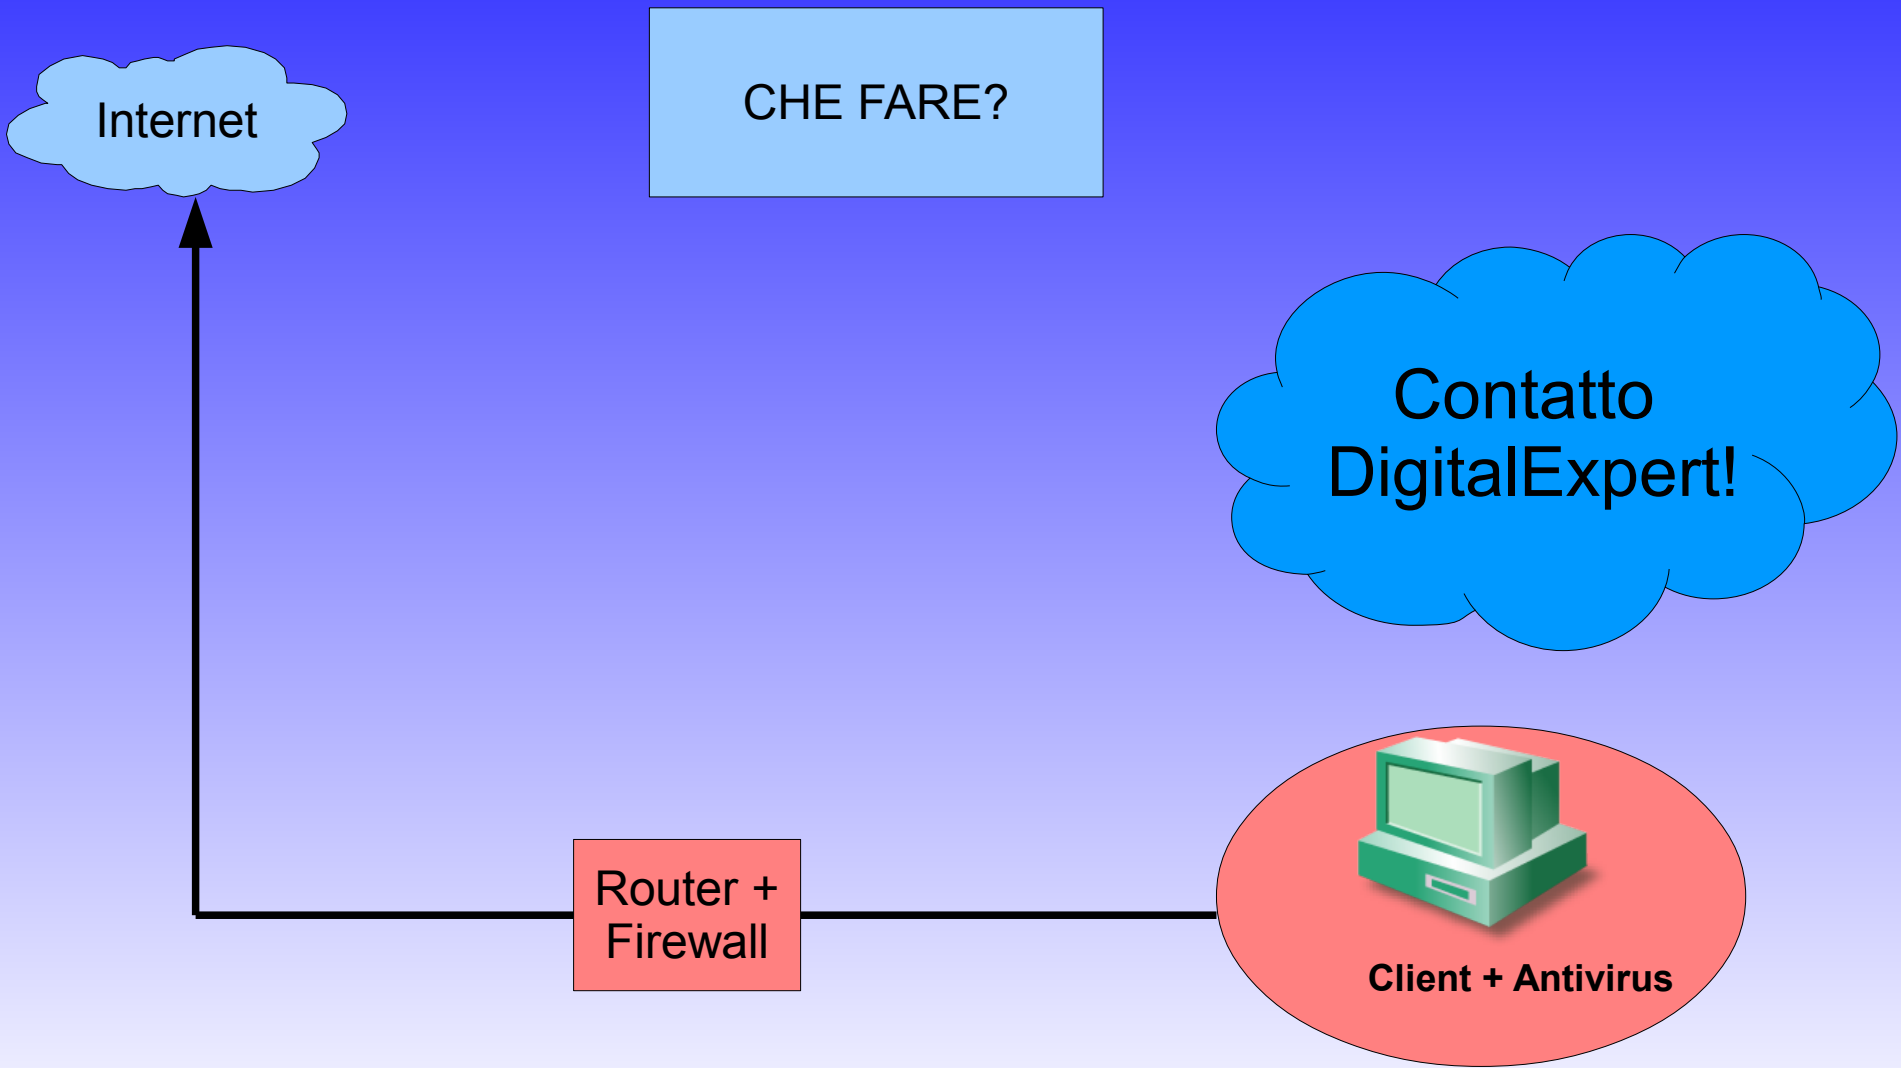 CHE FARE?
Internet
Contatto
DigitalExpert!
Router +
Firewall
Client + Antivirus